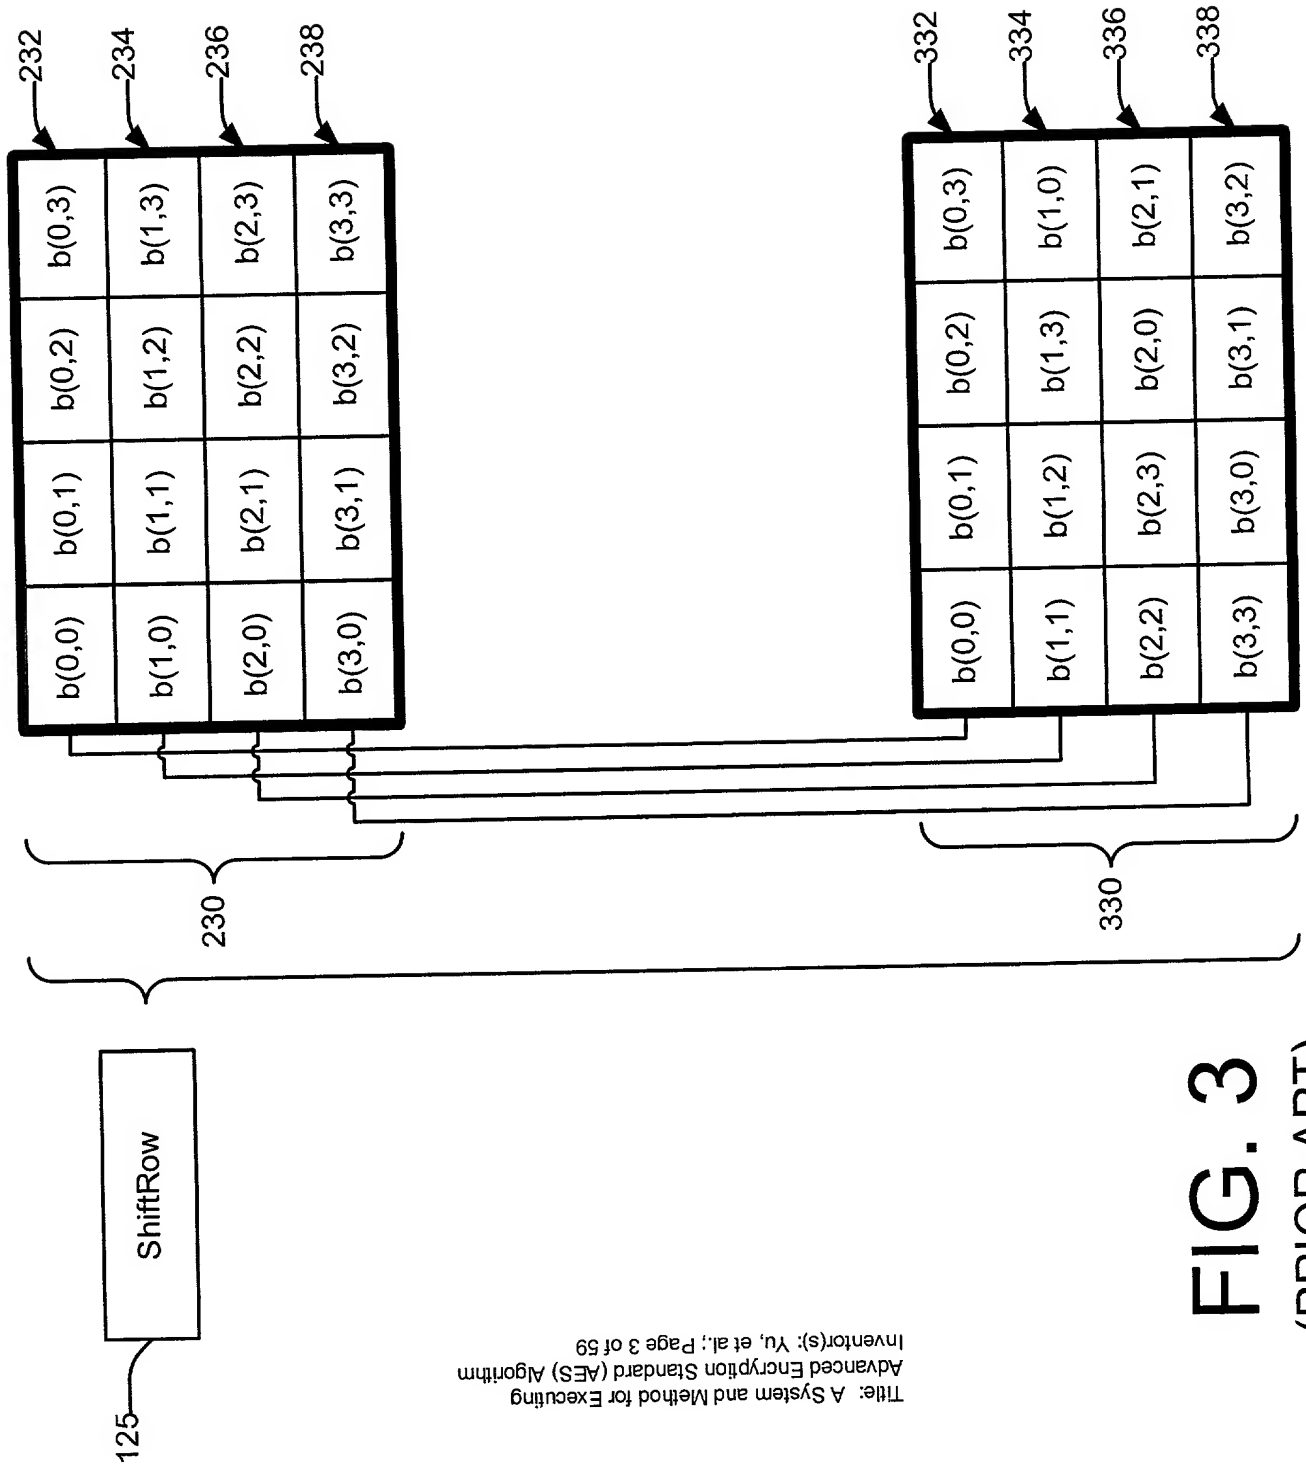 Title: A System and Method for Executing
Advanced Encryption Standard (AES) Algorithm
Inventor(s): Yu, et al.; Page 3 of 59
125
ShiftRow
230
b(0,0) b(0,1) b(0,2) b(0,3) 232
b(1,0) b(1,1) b(1,2) b(1,3) 234
b(2,0) b(2,1) b(2,2) b(2,3) 236
b(3,0) b(3,1) b(3,2) b(3,3) 238
330
b(0,0) b(0,1) b(0,2) b(0,3) 332
b(1,1) b(1,2) b(1,3) b(1,0) 334
b(2,2) b(2,3) b(2,0) b(2,1) 336
b(3,3) b(3,0) b(3,1) b(3,2) 338
FIG. 3
(PRIOR ART)